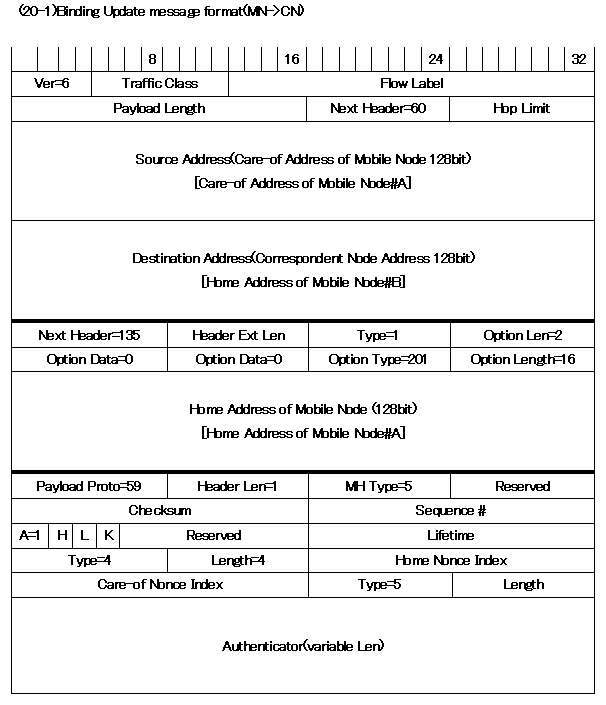 (20-1)Binding Update message format(MN->CN)
8 16 24 32
Ver=6 Traffic Class Flow Label
Payload Length Next Header=60 Hop Limit
Source Address(Care-of Address of Mobile Node 128bit)
[Care-of Address of Mobile Node#A]
Destination Address(Correspondent Node Address 128bit)
[Home Address of Mobile Node#B]
Next Header=135 Header Ext Len Type=1 Option Len=2
Option Data=0 Option Data=0 Option Type=201 Option Length=16
Home Address of Mobile Node (128bit)
[Home Address of Mobile Node#A]
Payload Proto=59 Header Len=1 MH Type=5 Reserved
Checksum Sequence #
A=1 H L K Reserved Lifetime
Type=4 Length=4 Home Nonce Index
Care-of Nonce Index Type=5 Length
Authenticator(variable Len)